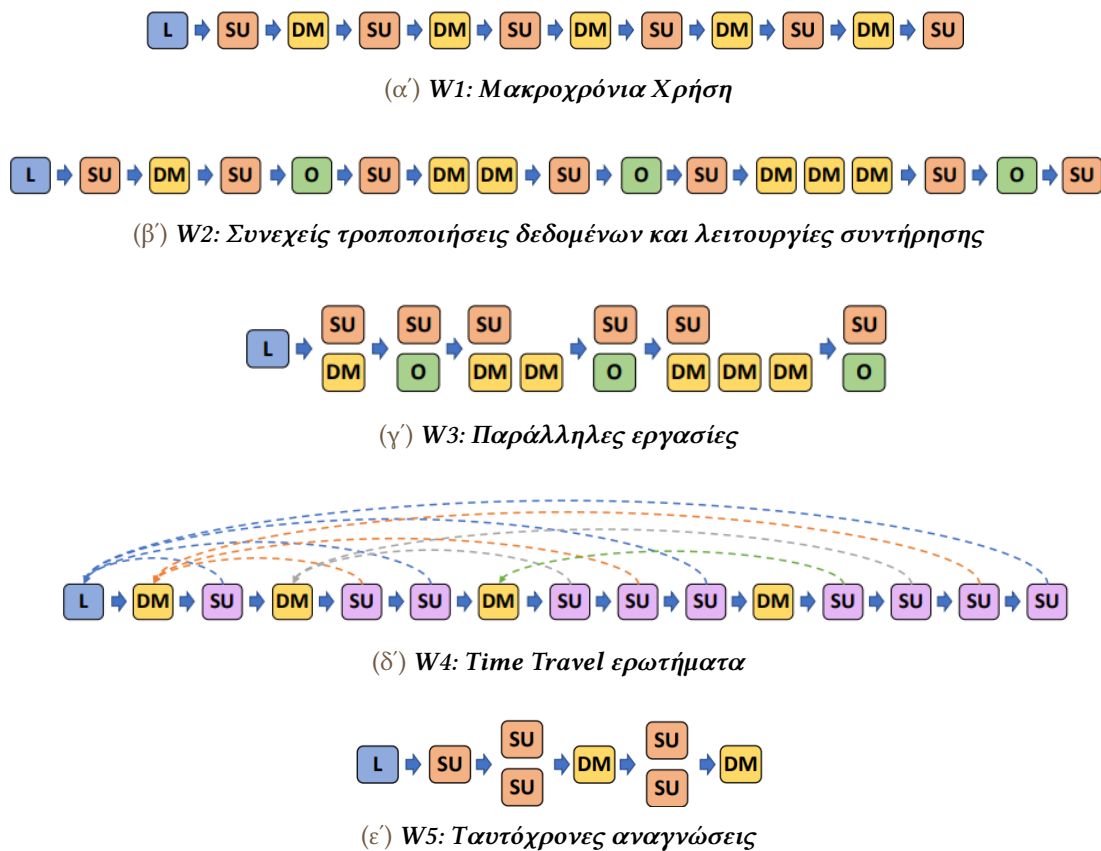 L SU DM SU DM SU DM SU DM SU DM SU
(α΄) W1: Μακροχρόνια Χρήση
L SU DM SU O SU DM DM SU O SU DM DM DM SU O SU
(β΄) W2: Συνεχείς τροποποιήσεις δεδομένων και λειτουργίες συντήρησης
SU SU SU SU SU SU
L
DM O DM DM O DM DM DM O
(γ΄) W3: Παράλληλες εργασίες
L DM SU DM SU SU DM SU SU SU DM SU SU SU SU
(δ΄) W4: Time Travel ερωτήματα
SU SU
L SU DM DM
SU SU
(ε΄) W5: Ταυτόχρονες αναγνώσεις